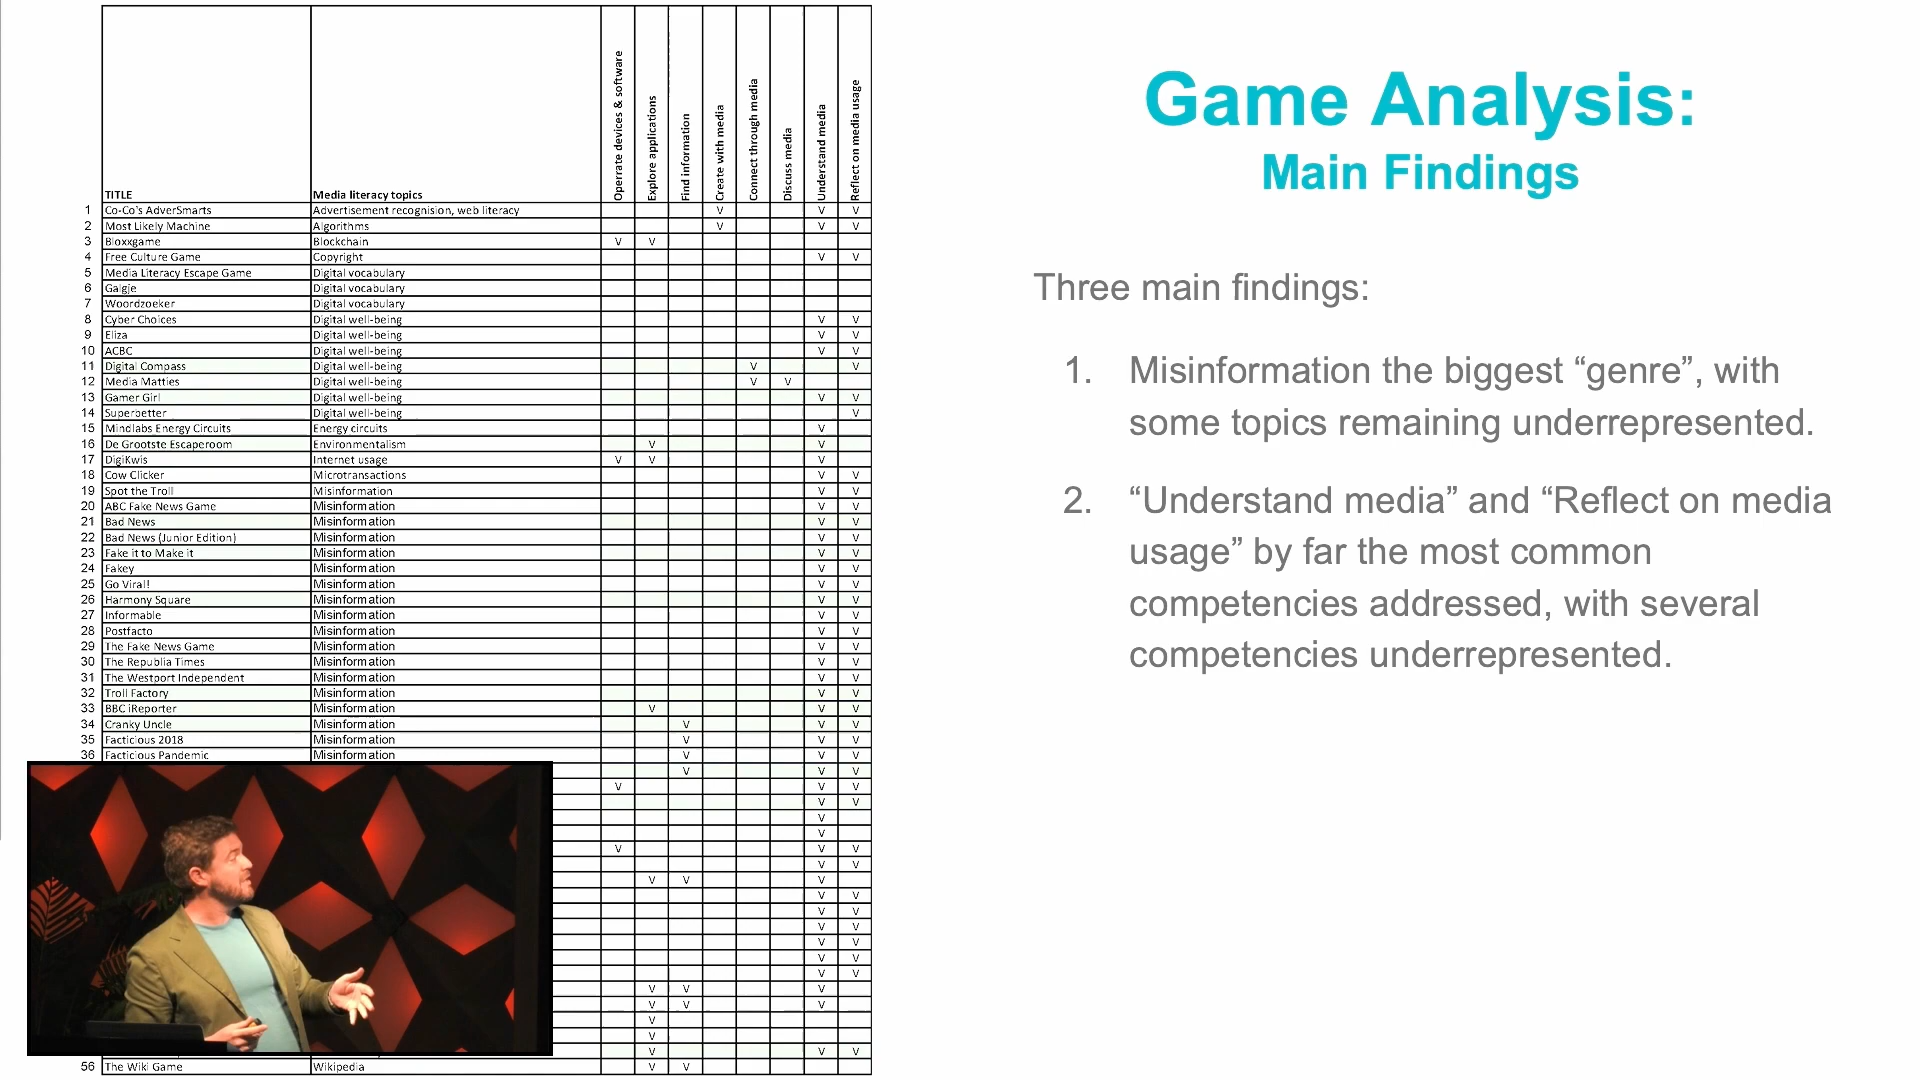 TITLE Media literacy topics Operrate devices & software Explore applications Find information Create with media Connect through media Discuss media Understand media Reflect on media usage
1 Co-Co's AdverSmarts Advertisement recognision, web literacy V V V
2 Most Likely Machine Algorithms V V V
3 Bloxxgame Blockchain V V
4 Free Culture Game Copyright V V
5 Media Literacy Escape Game Digital vocabulary
6 Galgje Digital vocabulary
7 Woordzoeker Digital vocabulary
8 Cyber Choices Digital well-being V V
9 Eliza Digital well-being V V
10 ACBC Digital well-being V V
11 Digital Compass Digital well-being V V
12 Media Matties Digital well-being V V
13 Gamer Girl Digital well-being V V
14 Superbetter Digital well-being V
15 Mindlabs Energy Circuits Energy circuits V
16 De Grootste Escaperoom Environmentalism V V
17 DigiKwis Internet usage V V V
18 Cow Clicker Microtransactions V V
19 Spot the Troll Misinformation V V
20 ABC Fake News Game Misinformation V V
21 Bad News Misinformation V V
22 Bad News (Junior Edition) Misinformation V V
23 Fake it to Make it Misinformation V V
24 Fakey Misinformation V V
25 Go Viral! Misinformation V V
26 Harmony Square Misinformation V V
27 Informable Misinformation V V
28 Postfacto Misinformation V V
29 The Fake News Game Misinformation V V
30 The Republia Times Misinformation V V
31 The Westport Independent Misinformation V V
32 Troll Factory Misinformation V V
33 BBC iReporter Misinformation V V V
34 Cranky Uncle Misinformation V V V
35 Facticious 2018 Misinformation V V V
36 Facticious Pandemic Misinformation V V V
V V V
V V V
V V
V
V
V V V
V V
V V V
V V
V V
V V
V V
V V
V V
V V V
V V V
V
V
V V V
56 The Wiki Game Wikipedia V V
Game Analysis:
Main Findings
Three main findings:
1. Misinformation the biggest “genre”, with
some topics remaining underrepresented.
2. “Understand media” and “Reflect on media
usage” by far the most common
competencies addressed, with several
competencies underrepresented.